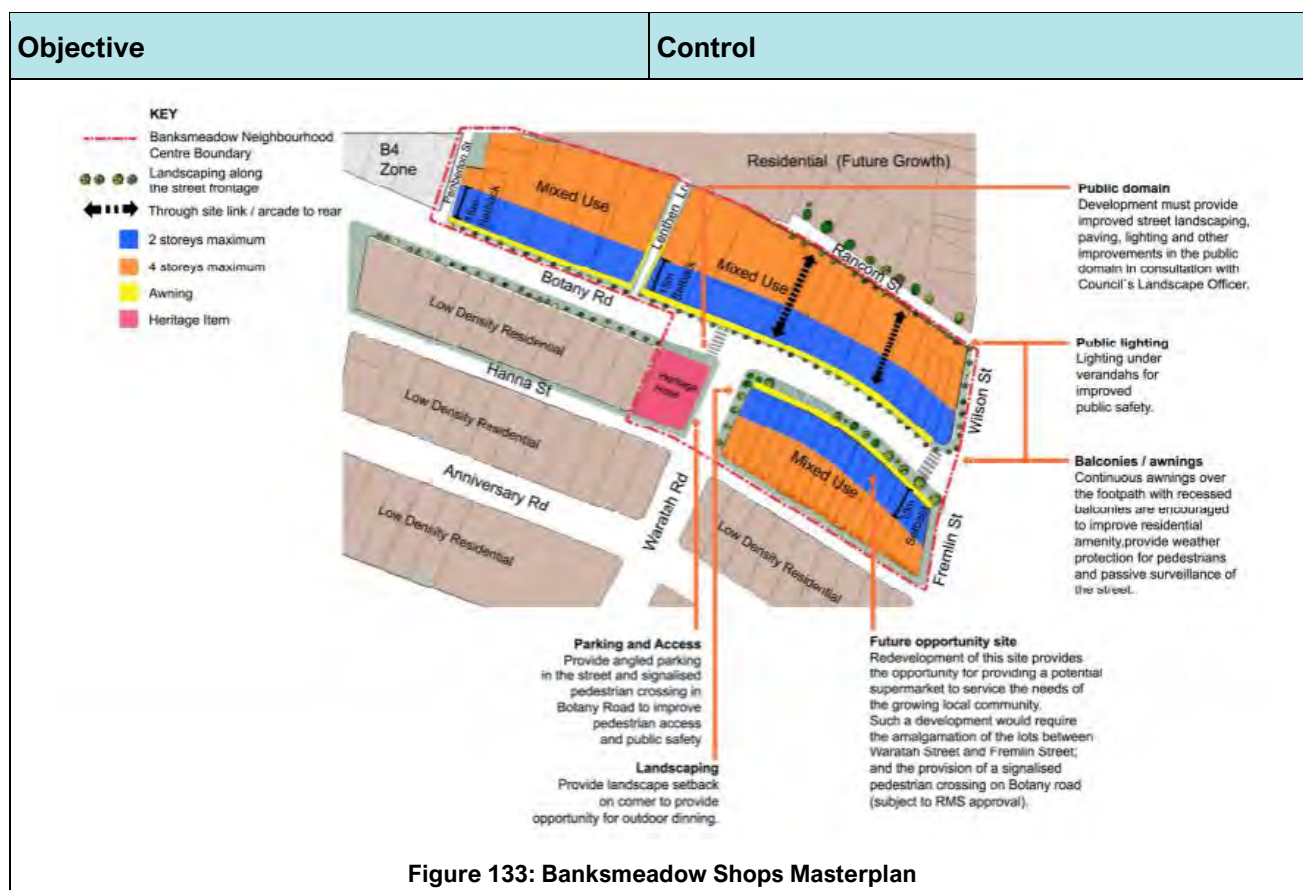 Objective
Control
KEY
Banksmeadow Neighbourhood
Centre Boundary
Landscaping along
the street frontage
Through site link / arcade to rear
2 storeys maximum
4 storeys maximum
Awning
Heritage Item
B4
Zone
Pemberton St
Mixed Use
Setback
Lenthen
Residential (Future Growth)
Rancom St
Mixed Use
Setback
Botany Rd
Low Density Residential
Hanna St
Heritage
Hotel
Low Density Residential
Anniversary Rd
Low Density Residential
Waratah Rd
Mixed Use
Setback
Low Density Residential
Wilson St
Fremlin St
Public domain
Development must provide
improved street landscaping,
paving, lighting and other
improvements in the public
domain in consultation with
Council`s Landscape Officer.
Public lighting
Lighting under
verandahs for
improved
public safety.
Balconies / awnings
Continuous awnings over
the footpath with recessed
balconies are encouraged
to improve residential
amenity,provide weather
protection for pedestrians
and passive surveillance of
the street.
Parking and Access
Provide angled parking
in the street and signalised
pedestrian crossing in
Botany Road to improve
pedestrian access
and public safety
Landscaping
Provide landscape setback
on corner to provide
opportunity for outdoor dinning.
Future opportunity site
Redevelopment of this site provides
the opportunity for providing a potential
supermarket to service the needs of
the growing local community.
Such a development would require
the amalgamation of the lots between
Waratah Street and Fremlin Street;
and the provision of a signalised
pedestrian crossing on Botany road
(subject to RMS approval).
Figure 133: Banksmeadow Shops Masterplan